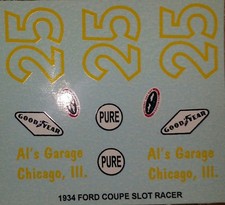 25 25 25
GOODYEAR
GOODYEAR
PURE
PURE
Al's Garage
Chicago, Ill.
Al's Garage
Chicago, Ill.
1934 FORD COUPE SLOT RACER